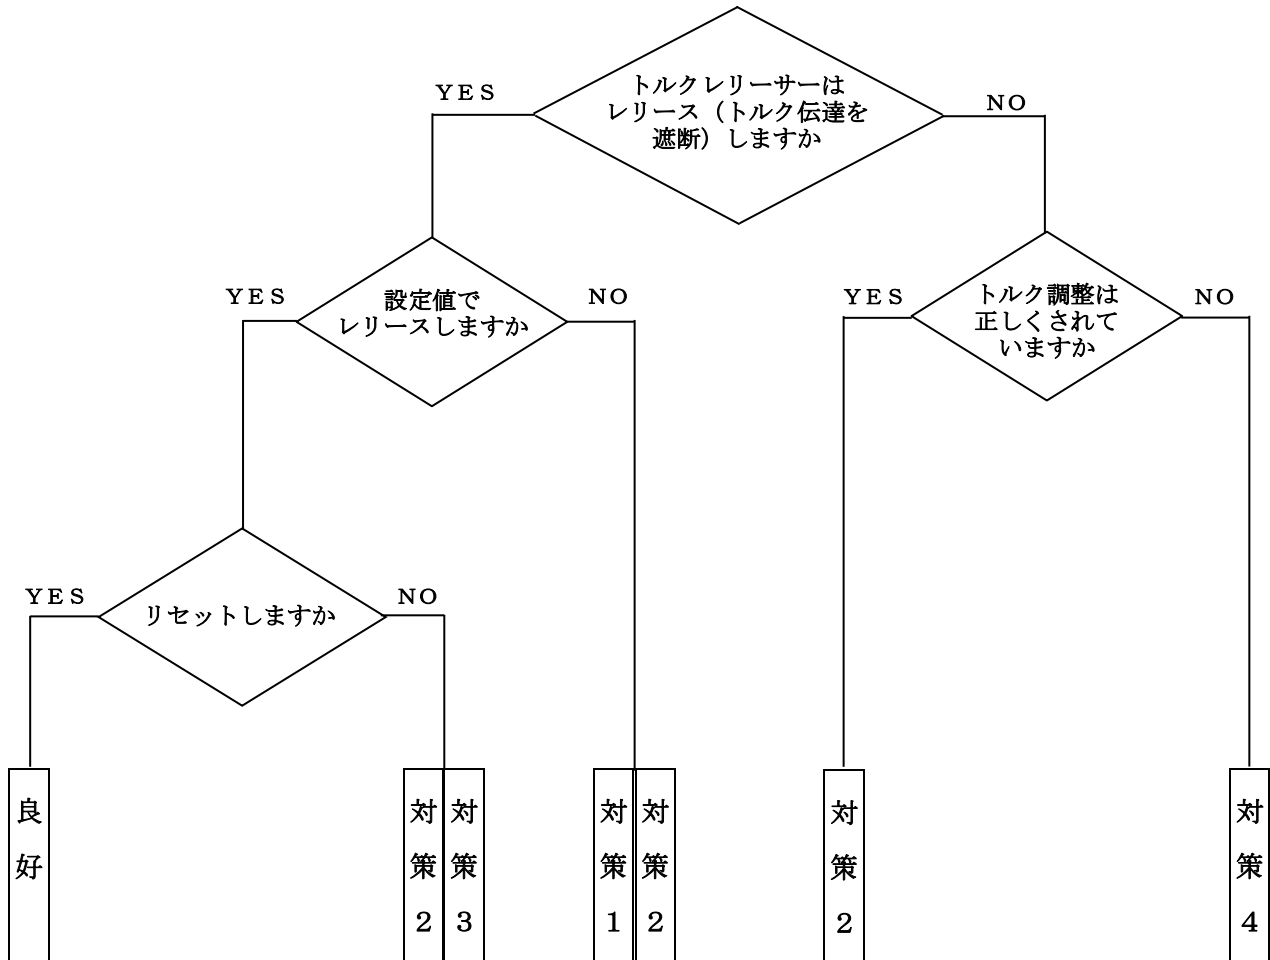 トルクレリーサーは
レリース（トルク伝達を
遮断）しますか
YES
NO
設定値で
レリースしますか
YES
NO
トルク調整は
正しくされて
いますか
YES
NO
リセットしますか
YES
NO
良好
対策2
対策3
対策1
対策2
対策2
対策4